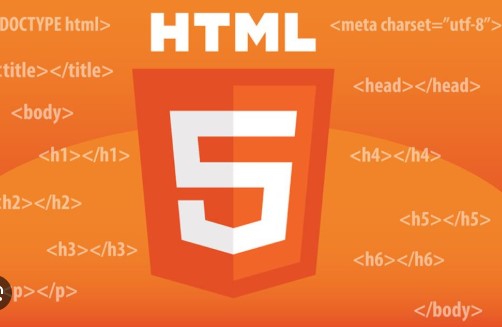 HTML
DOCTYPE html>
<meta charset="utf-8">
title></title>
<head></head>
<body>
5
<h1></h1>
<h4></h4>
h2></h2>
<h5></h5>
<h3></h3>
<h6></h6>
p></p>
</body>